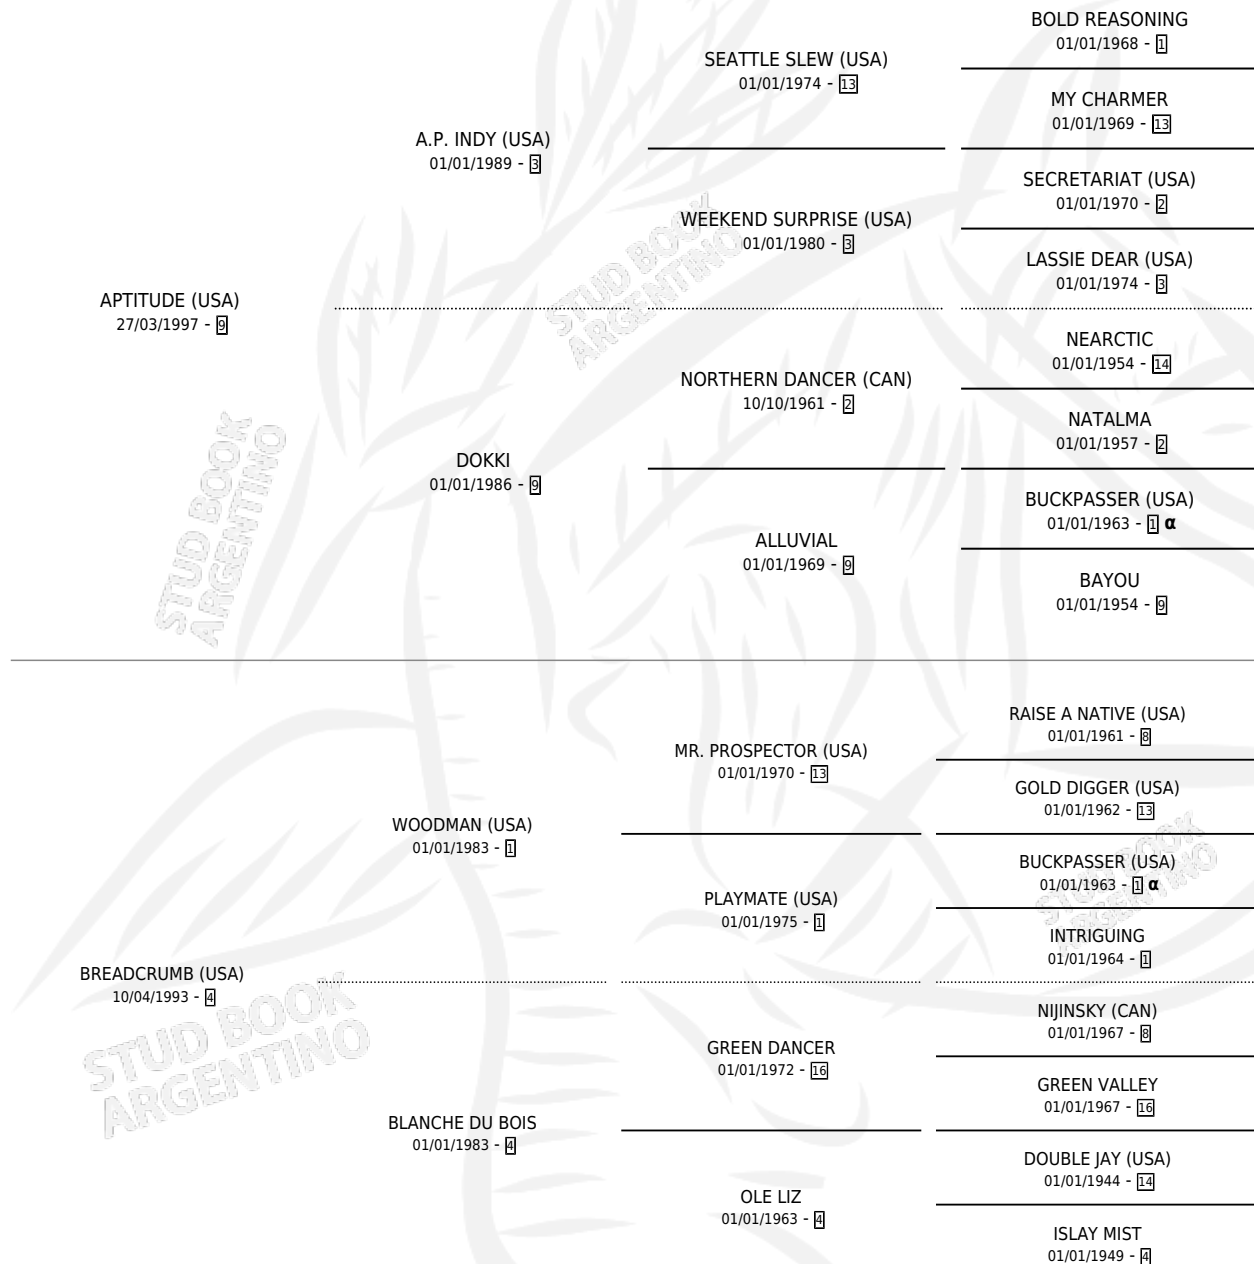 BOLD REASONING
01/01/1968 - 1
SEATTLE SLEW (USA)
01/01/1974 - 13
MY CHARMER
01/01/1969 - 13
A.P. INDY (USA)
01/01/1989 - 3
SECRETARIAT (USA)
01/01/1970 - 2
WEEKEND SURPRISE (USA)
01/01/1980 - 3
LASSIE DEAR (USA)
01/01/1974 - 3
STUD BOOK
ARGENTINO
APTITUDE (USA)
27/03/1997 - 9
NEARCTIC
01/01/1954 - 14
NORTHERN DANCER (CAN)
10/10/1961 - 2
NATALMA
01/01/1957 - 2
DOKKI
01/01/1986 - 9
BUCKPASSER (USA)
01/01/1963 - 1 α
ALLUVIAL
01/01/1969 - 9
BAYOU
01/01/1954 - 9
STUD BOOK
ARGENTINO
RAISE A NATIVE (USA)
01/01/1961 - 8
MR. PROSPECTOR (USA)
01/01/1970 - 13
GOLD DIGGER (USA)
01/01/1962 - 13
WOODMAN (USA)
01/01/1983 - 1
BUCKPASSER (USA)
01/01/1963 - 1 α
STUD BOOK
ARGENTINO
PLAYMATE (USA)
01/01/1975 - 1
INTRIGUING
01/01/1964 - 1
BREADCRUMB (USA)
10/04/1993 - 4
NIJINSKY (CAN)
01/01/1967 - 8
STUD BOOK
ARGENTINO
GREEN DANCER
01/01/1972 - 16
GREEN VALLEY
01/01/1967 - 16
BLANCHE DU BOIS
01/01/1983 - 4
DOUBLE JAY (USA)
01/01/1944 - 14
OLE LIZ
01/01/1963 - 4
ISLAY MIST
01/01/1949 - 4